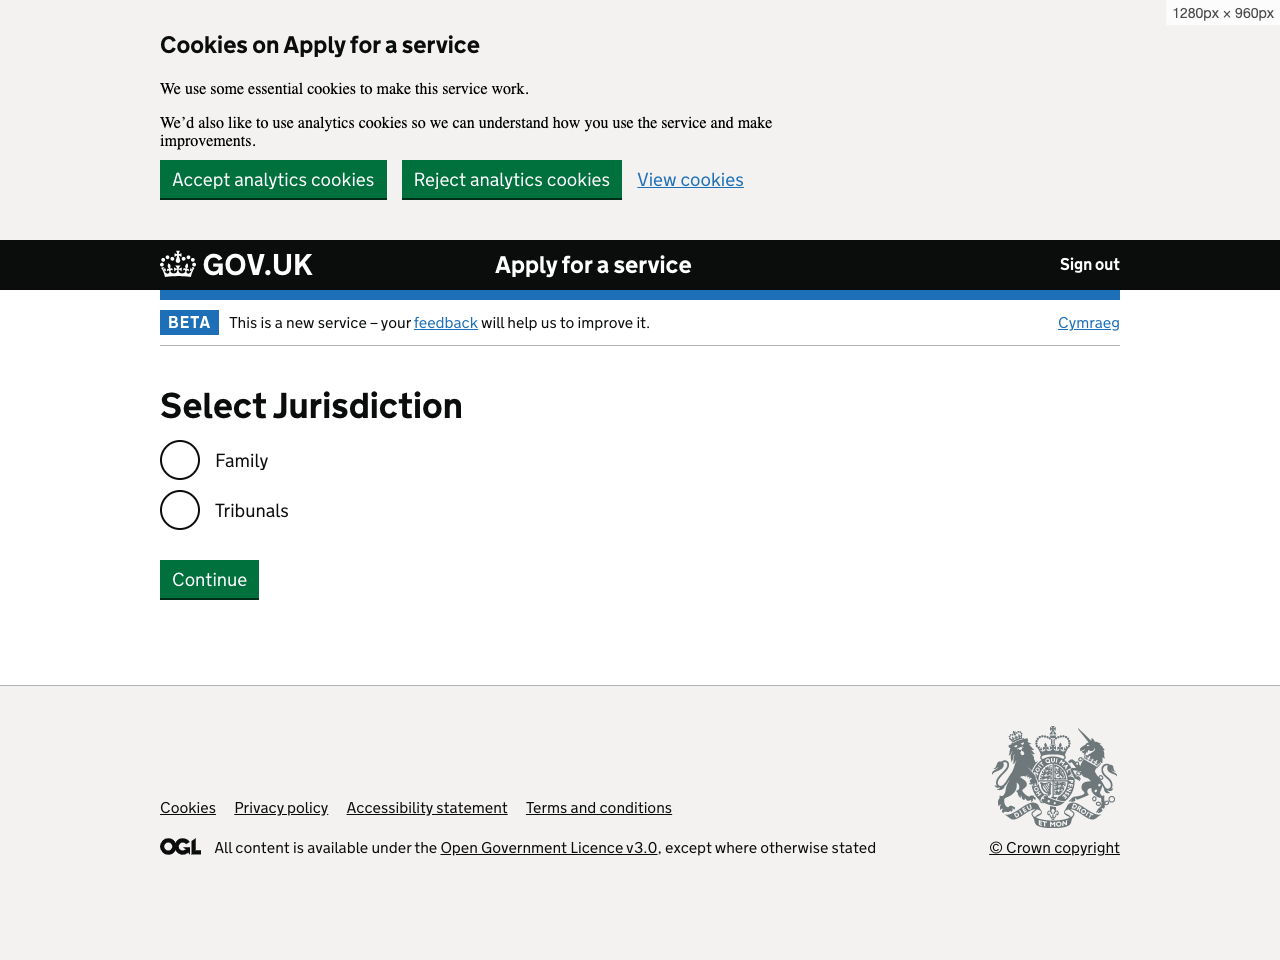 1280px × 960px
Cookies on Apply for a service
We use some essential cookies to make this service work.
We’d also like to use analytics cookies so we can understand how you use the service and make
improvements.
Accept analytics cookies Reject analytics cookies View cookies
GOV.UK Apply for a service Sign out
BETA This is a new service – your feedback will help us to improve it. Cymraeg
Select Jurisdiction
Family
Tribunals
Continue
Cookies Privacy policy Accessibility statement Terms and conditions
OGL All content is available under the Open Government Licence v3.0, except where otherwise stated © Crown copyright